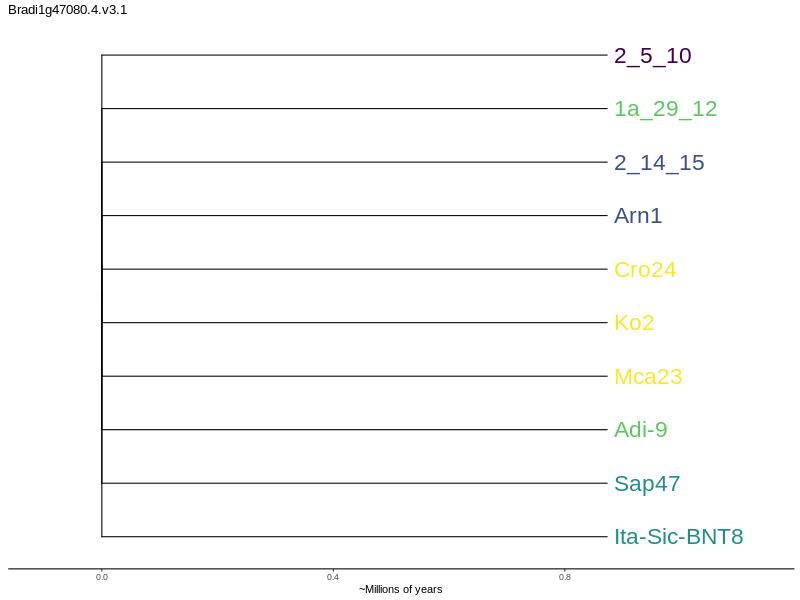 Bradi1g47080.4.v3.1
2_5_10
1a_29_12
2_14_15
Arn1
Cro24
Ko2
Mca23
Adi-9
Sap47
Ita-Sic-BNT8
0.0 0.4 0.8
~Millions of years